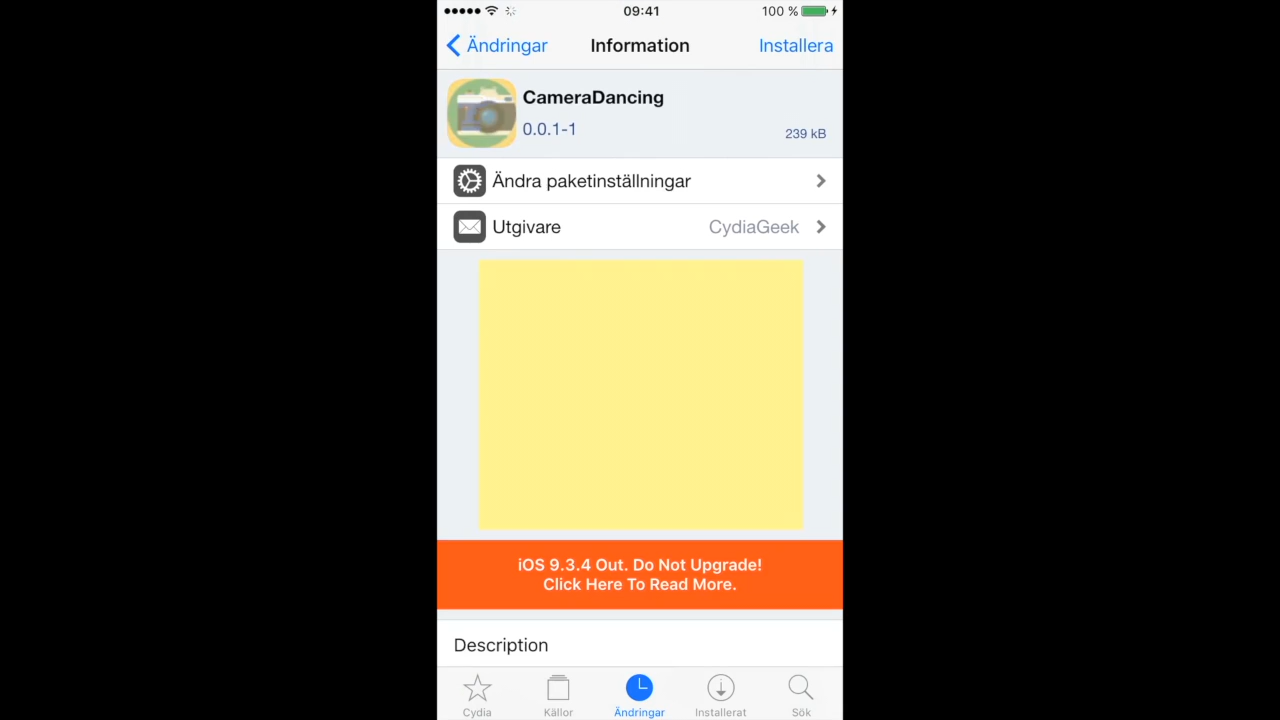 09:41
100 %
Ändringar
Information
Installera
CameraDancing
0.0.1-1
239 kB
Ändra paketinställningar
Utgivare
CydiaGeek
iOS 9.3.4 Out. Do Not Upgrade!
Click Here To Read More.
Description
Cydia
Källor
Ändringar
Installerat
Sök